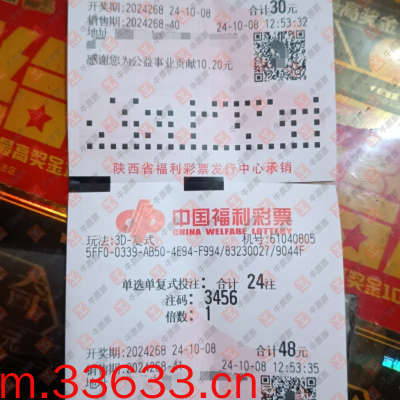 开奖期:2024268 24-10-08 合计30元
销售期:2024268-40 24-10-08 12:53:32
地址
感谢您为公益事业贡献10.20元
陕西省福利彩票发行中心承销
中国福利彩票
CHINA WELFARE LOTTERY
玩法:3D-复式 机号:61040805
5FF0-0339-AB50-4E94-F994/83230027/9044F
单选单复式投注: 合计 24注
注码: 3456
倍数: 1
开奖期:2024268 24-10-08 合计48元
销售期:2024268-41 24-10-08 12:53:35
地
m.33633.cn